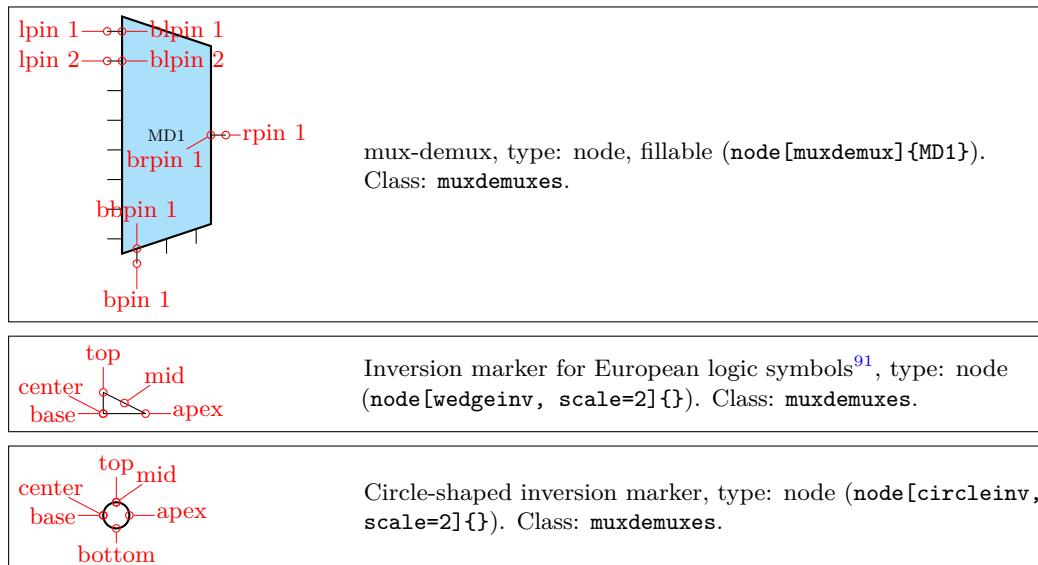 lpin 1 blpin 1
lpin 2 blpin 2
MD1 rpin 1
brpin 1
bbpin 1
bpin 1
mux-demux, type: node, fillable (node[muxdemux]{MD1}).
Class: muxdemuxes.
top
mid
center
base apex
Inversion marker for European logic symbols91, type: node
(node[wedgeinv, scale=2]{}). Class: muxdemuxes.
top
mid
center
base apex
bottom
Circle-shaped inversion marker, type: node (node[circleinv,
scale=2]{}). Class: muxdemuxes.